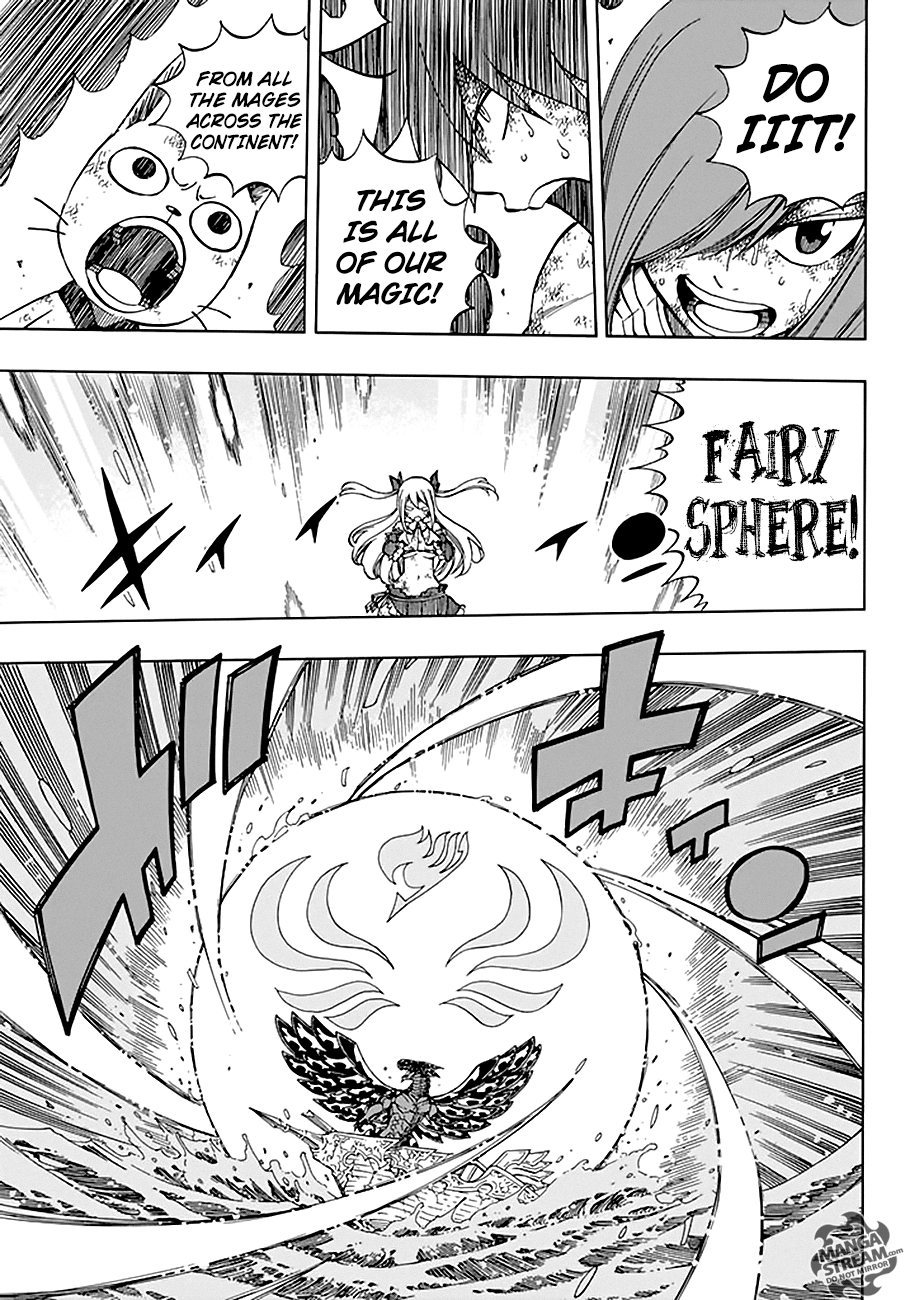 DO
IIIT!
THIS
IS ALL
OF OUR
MAGIC!
FROM ALL
THE MAGES
ACROSS THE
CONTINENT!
FAIRY
SPHERE!
MANGA
STREAM.com
DO NOT MIRROR